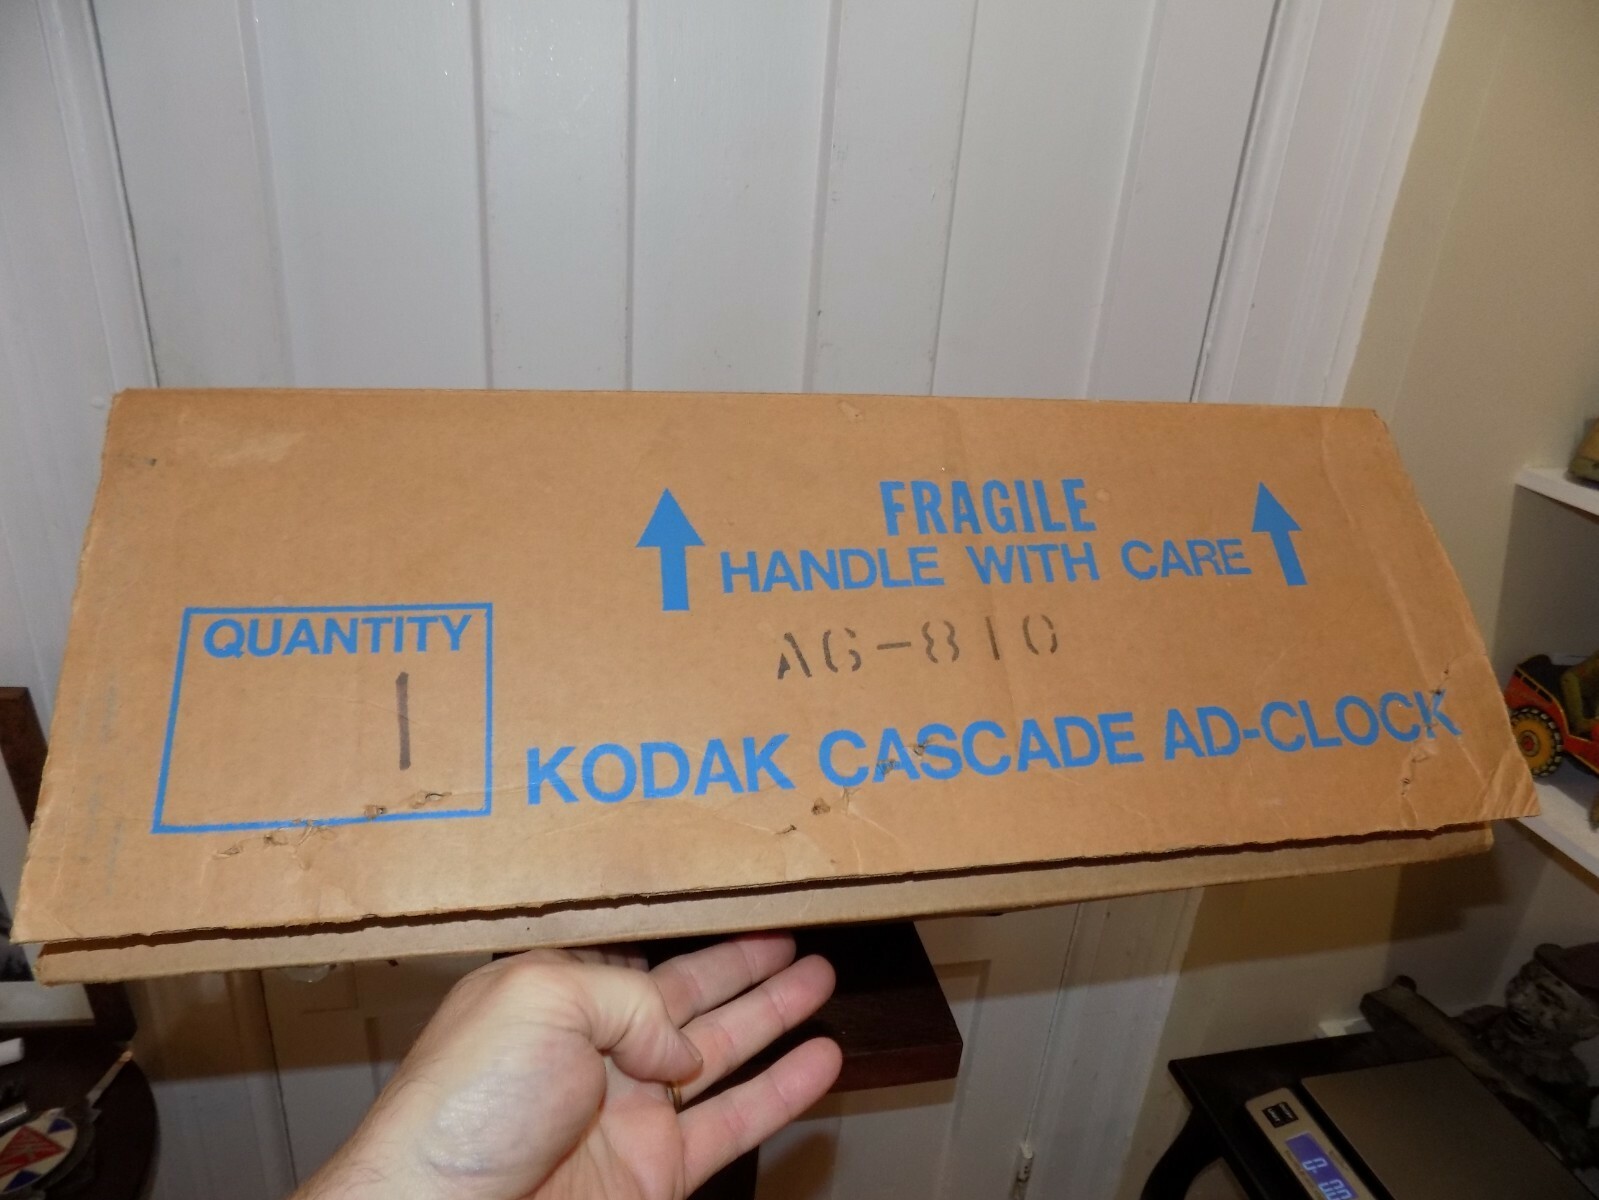 FRAGILE
HANDLE WITH CARE
QUANTITY
1
AG-810
KODAK CASCADE AD-CLOCK